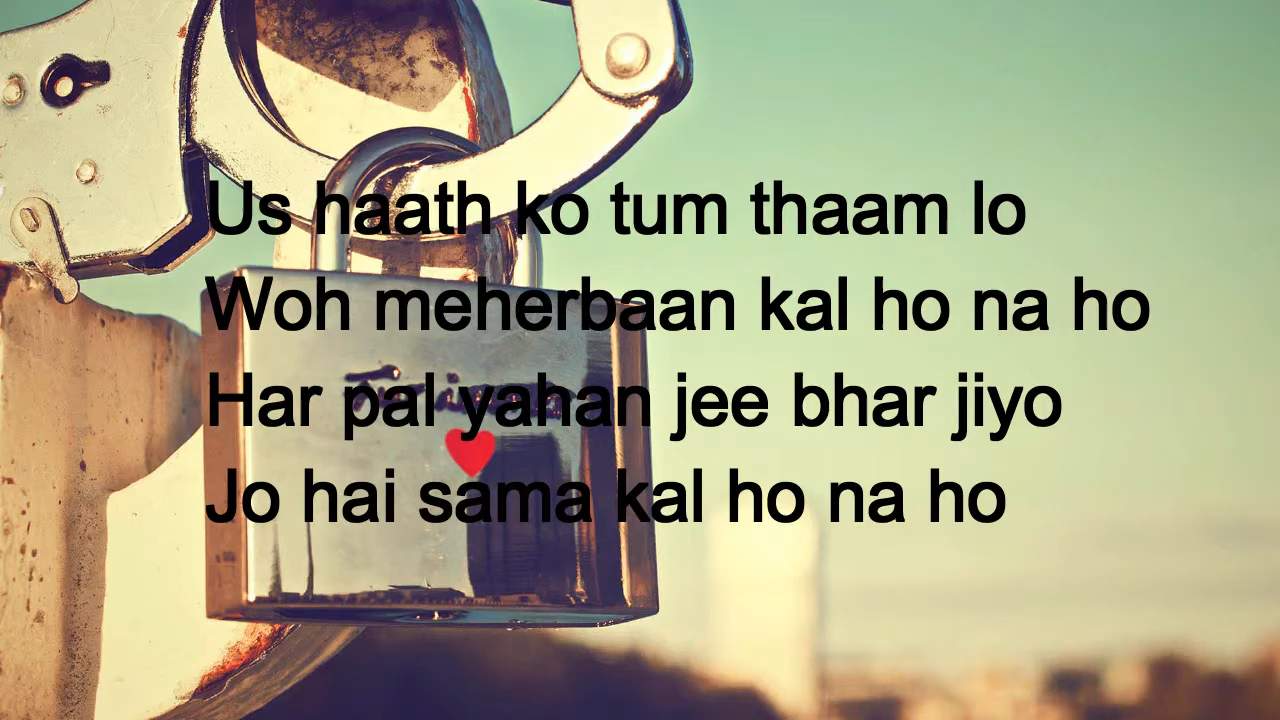 Us haath ko tum thaam lo
Woh meherbaan kal ho na ho
Har pal yahan jee bhar jiyo
Jo hai sama kal ho na ho